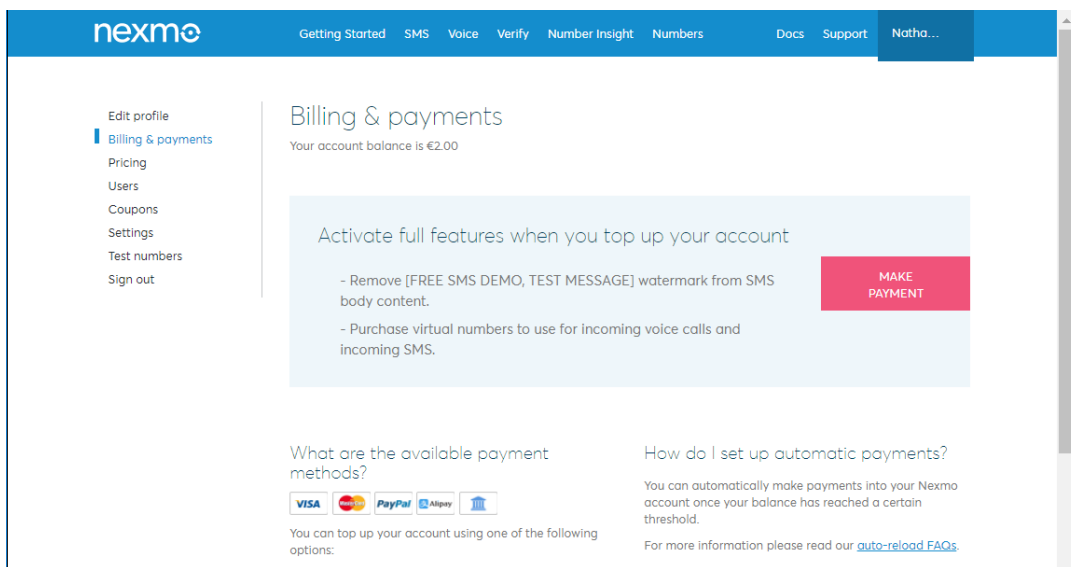 nexmo
Getting Started SMS Voice Verify Number Insight Numbers Docs Support Natha...
Edit profile
Billing & payments
Pricing
Users
Coupons
Settings
Test numbers
Sign out
Billing & payments
Your account balance is €2.00
Activate full features when you top up your account
- Remove [FREE SMS DEMO, TEST MESSAGE] watermark from SMS
body content.
- Purchase virtual numbers to use for incoming voice calls and
incoming SMS.
MAKE
PAYMENT
What are the available payment
methods?
VISA MasterCard PayPal Alipay
You can top up your account using one of the following
options:
How do I set up automatic payments?
You can automatically make payments into your Nexmo
account once your balance has reached a certain
threshold.
For more information please read our auto-reload FAQs.